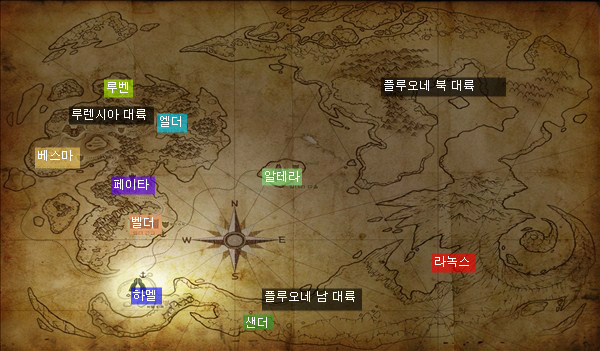 플루오네 북 대륙
루벤
루렌시아 대륙
엘더
베스마
페이타
알테라
벨더
N
W
E
S
라녹스
하멜
플루오네 남 대륙
샌더